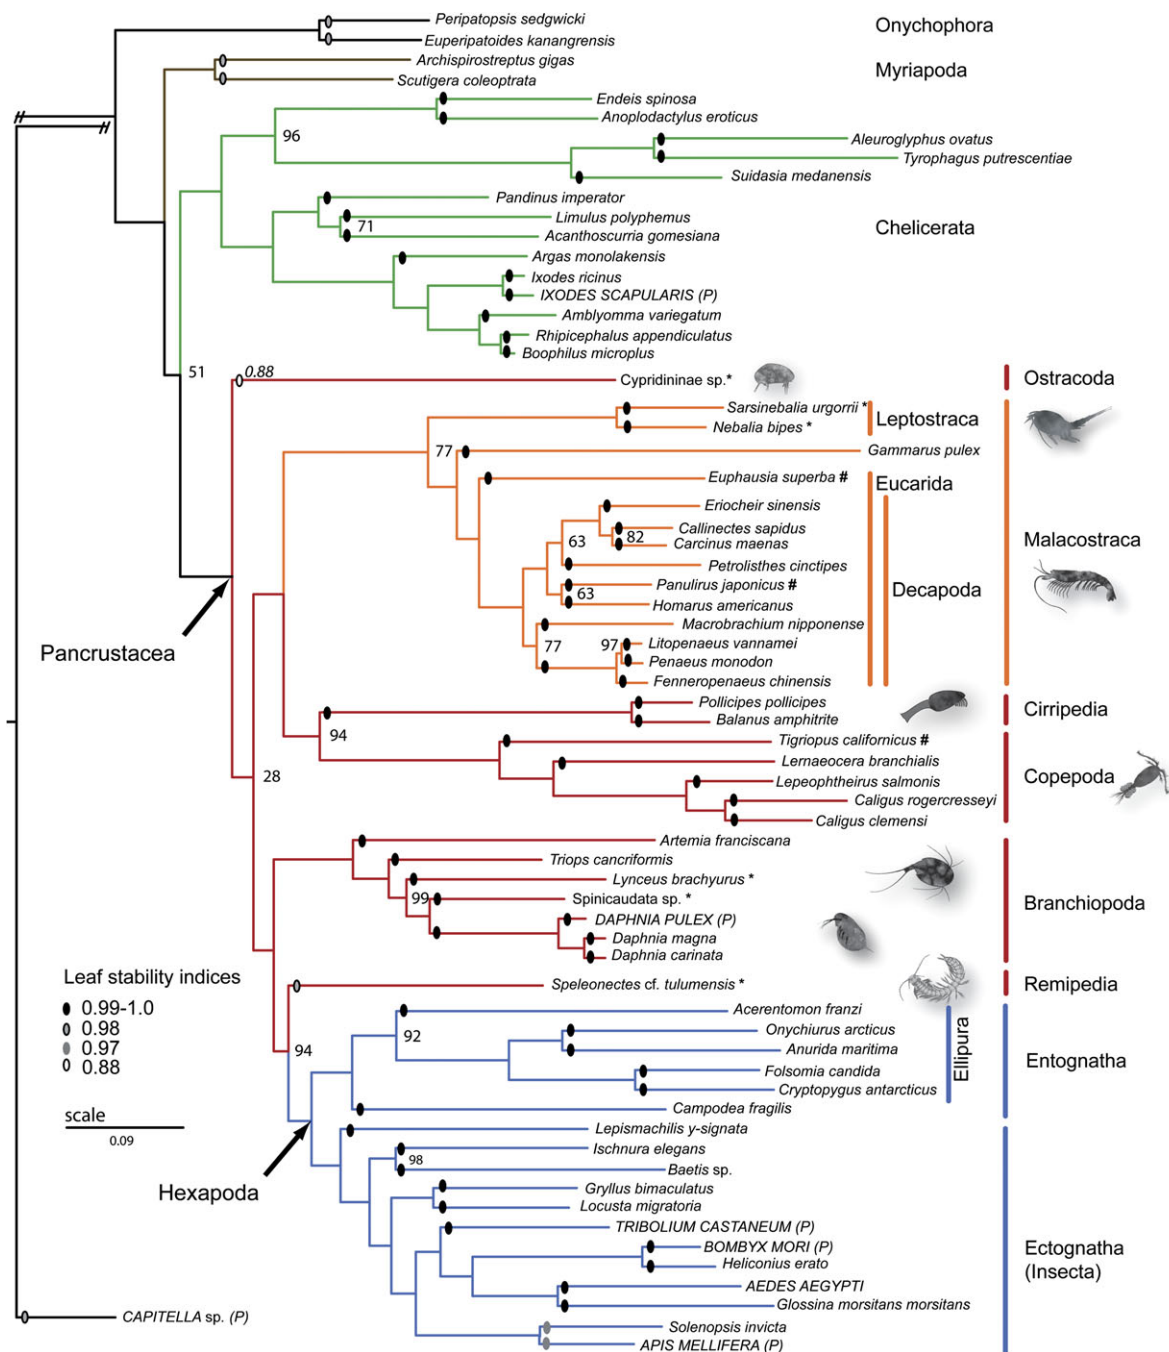 Peripatopsis sedgwicki
Onychophora
Euperipatoides kanangrensis
Archispirostreptus gigas
Myriapoda
Scutigera coleoptrata
Endeis spinosa
Anoplodactylus eroticus
96
Aleuroglyphus ovatus
Tyrophagus putrescentiae
Suidasia medanensis
Pandinus imperator
Limulus polyphemus
71
Chelicerata
Acanthoscurria gomesiana
Argas monolakensis
Ixodes ricinus
IXODES SCAPULARIS (P)
Amblyomma variegatum
Rhipicephalus appendiculatus
Boophilus microplus
51
0.88
Cypridininae sp.*
Ostracoda
Sarsinebalia urgorrii *
Leptostraca
Nebalia bipes *
77
Gammarus pulex
Euphausia superba #
Eucarida
Eriocheir sinensis
Callinectes sapidus
63
82
Carcinus maenas
Malacostraca
Petrolisthes cinctipes
Panulirus japonicus #
Decapoda
63
Homarus americanus
Macrobrachium nipponense
77
97
Litopenaeus vannamei
Pancrustacea
Penaeus monodon
Fenneropenaeus chinensis
Pollicipes pollicipes
Cirripedia
Balanus amphitrite
94
Tigriopus californicus #
Lernaeocera branchialis
28
Copepoda
Lepeophtheirus salmonis
Caligus rogercresseyi
Caligus clemensi
Artemia franciscana
Triops cancriformis
Lynceus brachyurus *
99
Spinicaudata sp. *
Branchiopoda
DAPHNIA PULEX (P)
Daphnia magna
Daphnia carinata
Leaf stability indices
0.99-1.0
0.98
0.97
0.88
Speleonectes cf. tulumensis *
Remipedia
Acerentomon franzi
92
Onychiurus arcticus
94
Anurida maritima
Ellipura
Entognatha
Folsomia candida
Cryptopygus antarcticus
Campodea fragilis
scale
0.09
Lepismachilis y-signata
Ischnura elegans
98
Baetis sp.
Hexapoda
Gryllus bimaculatus
Locusta migratoria
TRIBOLIUM CASTANEUM (P)
BOMBYX MORI (P)
Ectognatha
(Insecta)
Heliconius erato
AEDES AEGYPTI
Glossina morsitans morsitans
CAPITELLA sp. (P)
Solenopsis invicta
APIS MELLIFERA (P)